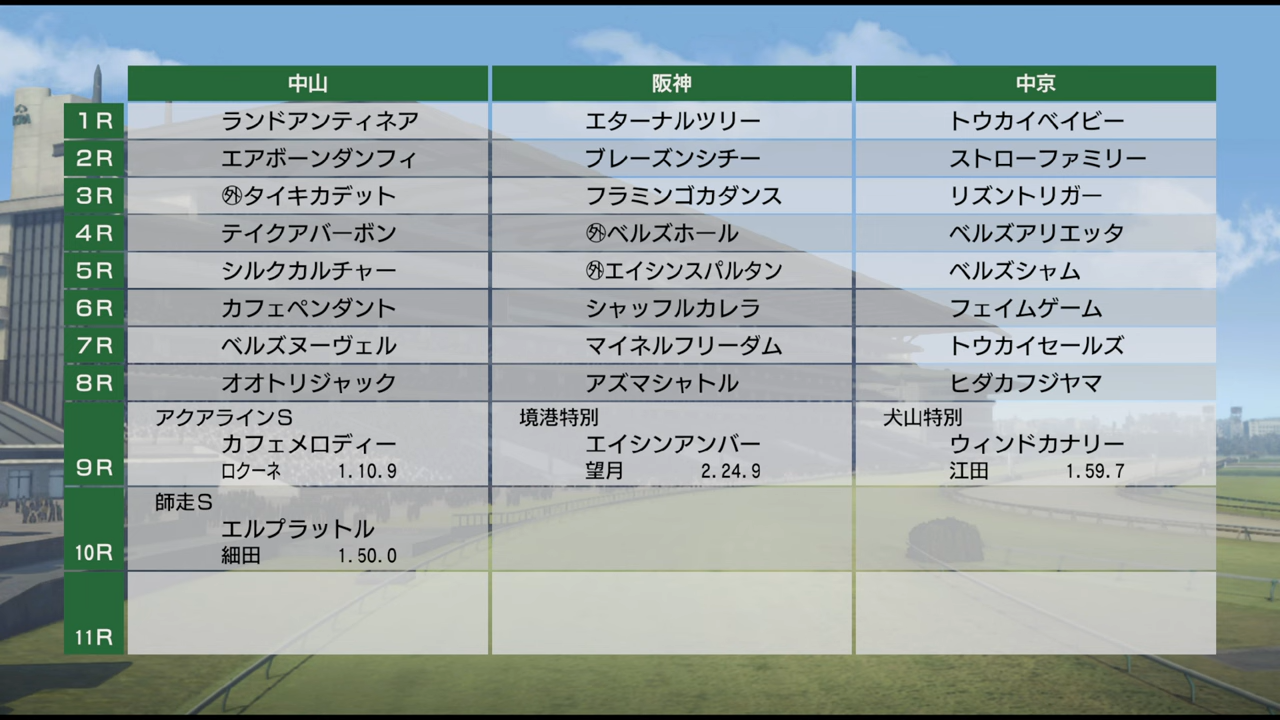 中山 阪神 中京
1R ランドアンティネア エターナルツリー トウカイベイビー
2R エアボーンダンフィ ブレーズンシチー ストローファミリー
3R ㊕タイキカデット フラミンゴカダンス リズントリガー
4R テイクアバーボン 外ベルズホール ベルズアリエッタ
5R シルクカルチャー 外エイシンスパルタン ベルズシャム
6R カフェペンダント シャッフルカレラ フェイムゲーム
7R ベルズヌーヴェル マイネルフリーダム トウカイセールズ
8R オオトリジャック アズマシャトル ヒダカフジヤマ
アクアラインS 境港特別 犬山特別
カフェメロディー エイシンアンバー ウィンドカナリー
9R ロクーネ 1.10.9 望月 2.24.9 江田 1.59.7
師走S
エルプラットル
10R 細田 1.50.0
11R